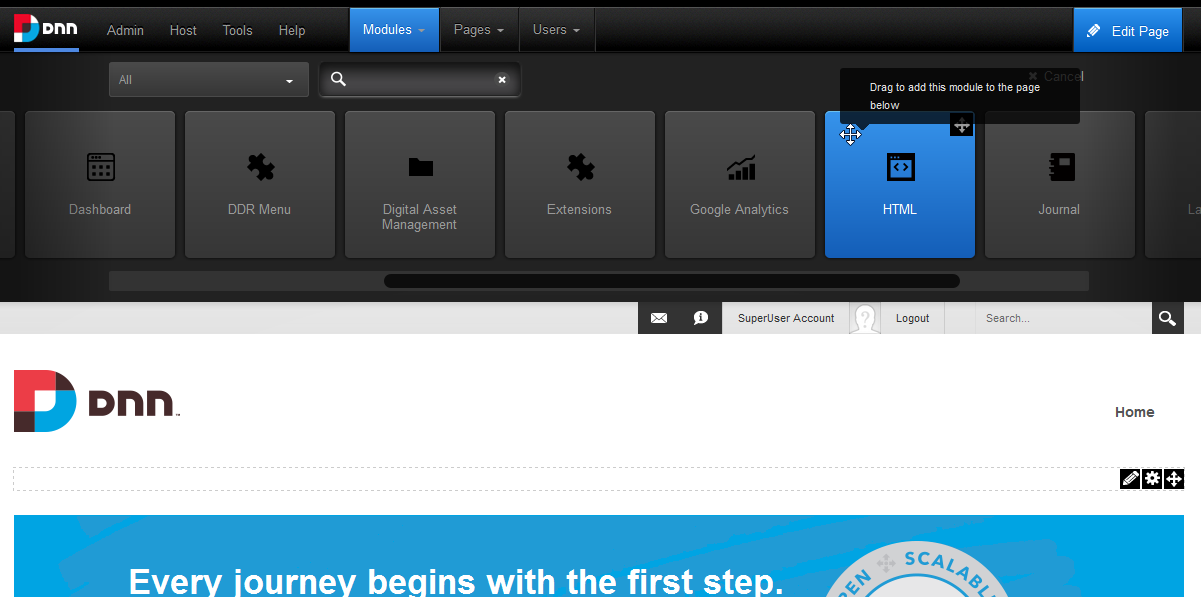 DNN
Admin
Host
Tools
Help
Modules
Pages
Users
Edit Page
All
Cancel
Drag to add this module to the page
below
Dashboard
DDR Menu
Digital Asset
Management
Extensions
Google Analytics
HTML
Journal
La
SuperUser Account
Logout
Search...
DNN
Home
Every journey begins with the first step.
PEN
SCALABL